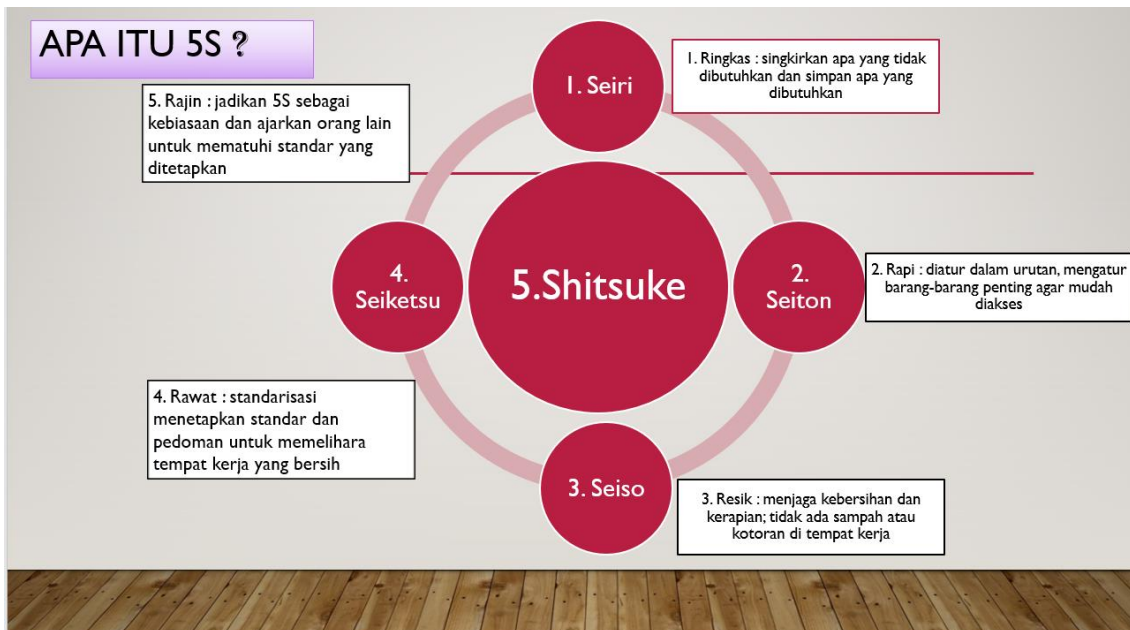 APA ITU 5S ?
1. Seiri
1. Ringkas : singkirkan apa yang tidak
dibutuhkan dan simpan apa yang
dibutuhkan
5. Rajin : jadikan 5S sebagai
kebiasaan dan ajarkan orang lain
untuk mematuhi standar yang
ditetapkan
4.
Seiketsu
5.Shitsuke
2.
Seiton
2. Rapi : diatur dalam urutan, mengatur
barang-barang penting agar mudah
diakses
4. Rawat : standarisasi
menetapkan standar dan
pedoman untuk memelihara
tempat kerja yang bersih
3. Seiso
3. Resik : menjaga kebersihan dan
kerapian; tidak ada sampah atau
kotoran di tempat kerja